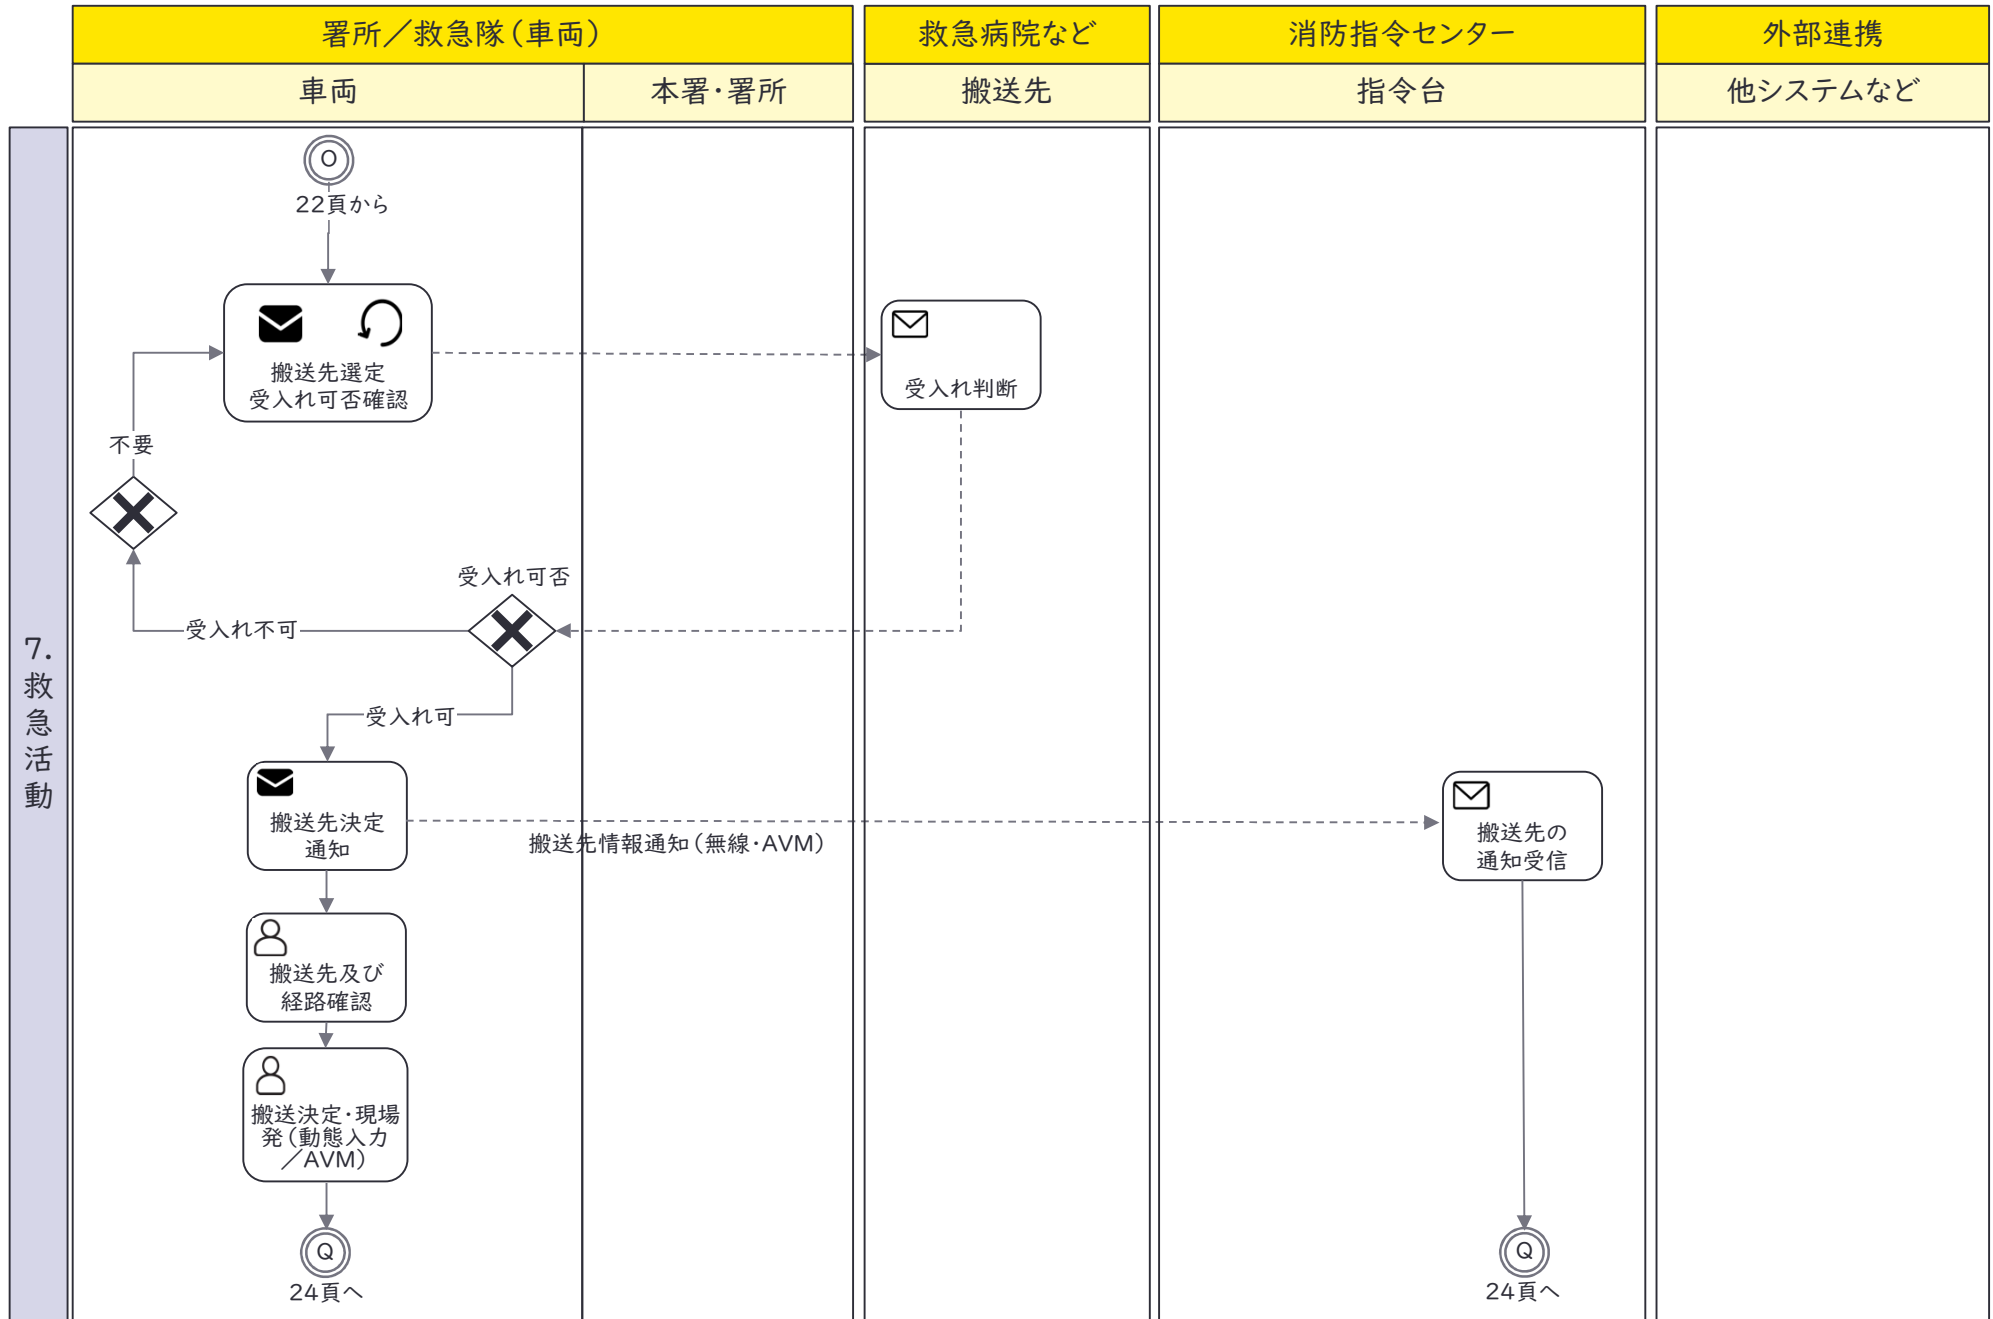 署所／救急隊（車両）
救急病院など
消防指令センター
外部連携
車両
本署・署所
搬送先
指令台
他システムなど
7.
救
急
活
動
O
22頁から
搬送先選定
受入れ可否確認
受入れ判断
不要
受入れ可否
受入れ不可
受入れ可
搬送先決定
通知
搬送先情報通知（無線・AVM）
搬送先の
通知受信
搬送先及び
経路確認
搬送決定・現場
発（動態入力
／AVM）
Q
24頁へ
Q
24頁へ